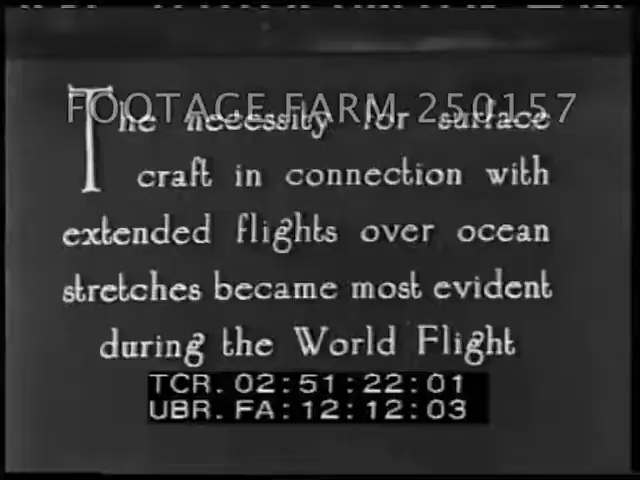 FOOTAGE FARM 250157
The necessity for surface
craft in connection with
extended flights over ocean
stretches became most evident
during the World Flight
TCR. 02:51:22:01
UBR. FA:12:12:03